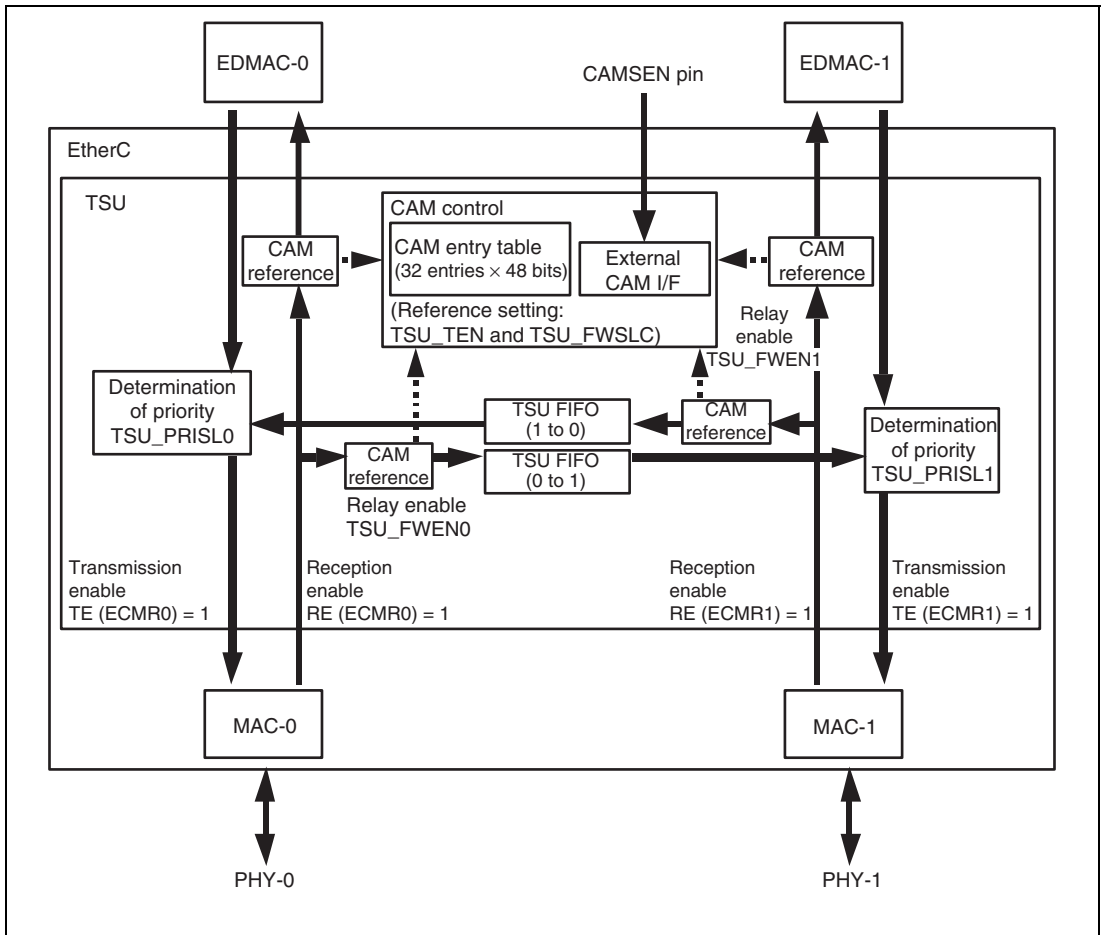 EDMAC-0
EDMAC-1
CAMSEN pin
EtherC
TSU
CAM control
CAM
reference
CAM entry table
(32 entries × 48 bits)
External
CAM I/F
CAM
reference
(Reference setting:
TSU_TEN and TSU_FWSLC)
Relay
enable
TSU_FWEN1
Determination
of priority
TSU_PRISL0
TSU FIFO
(1 to 0)
CAM
reference
Determination
of priority
TSU_PRISL1
CAM
reference
TSU FIFO
(0 to 1)
Relay enable
TSU_FWEN0
Transmission
enable
TE (ECMR0) = 1
Reception
enable
RE (ECMR0) = 1
Reception
enable
RE (ECMR1) = 1
Transmission
enable
TE (ECMR1) = 1
MAC-0
MAC-1
PHY-0
PHY-1